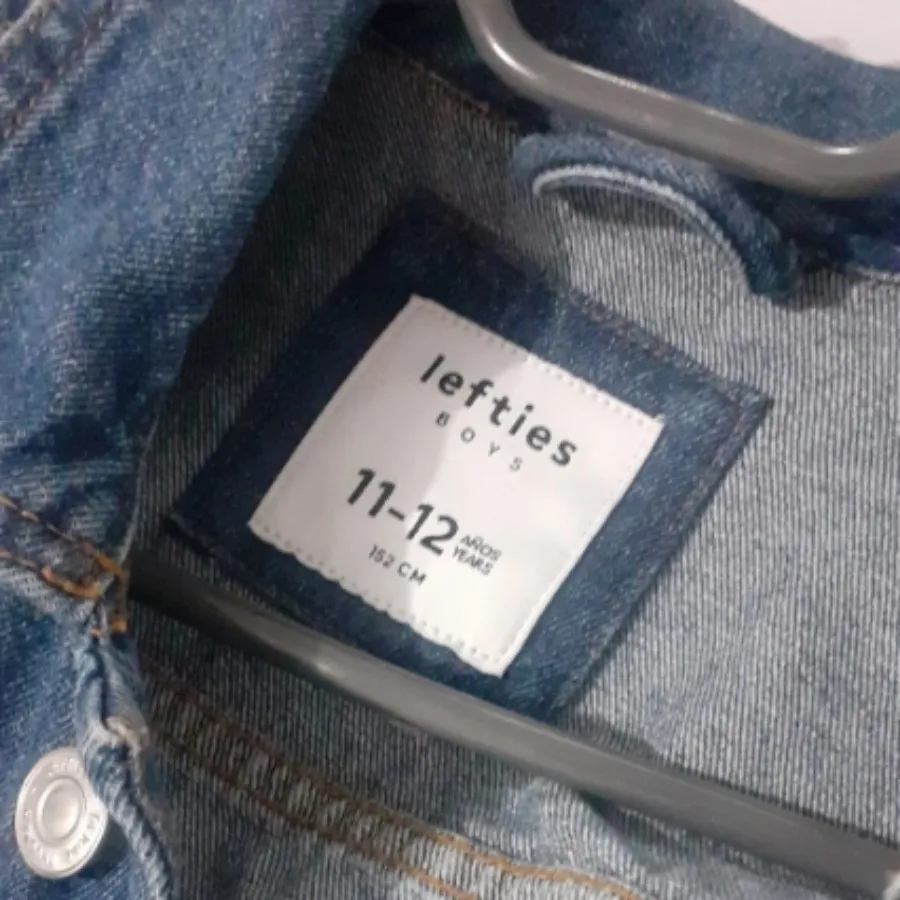 lefties
BOYS
11-12 AÑOS
YEARS
152 CM